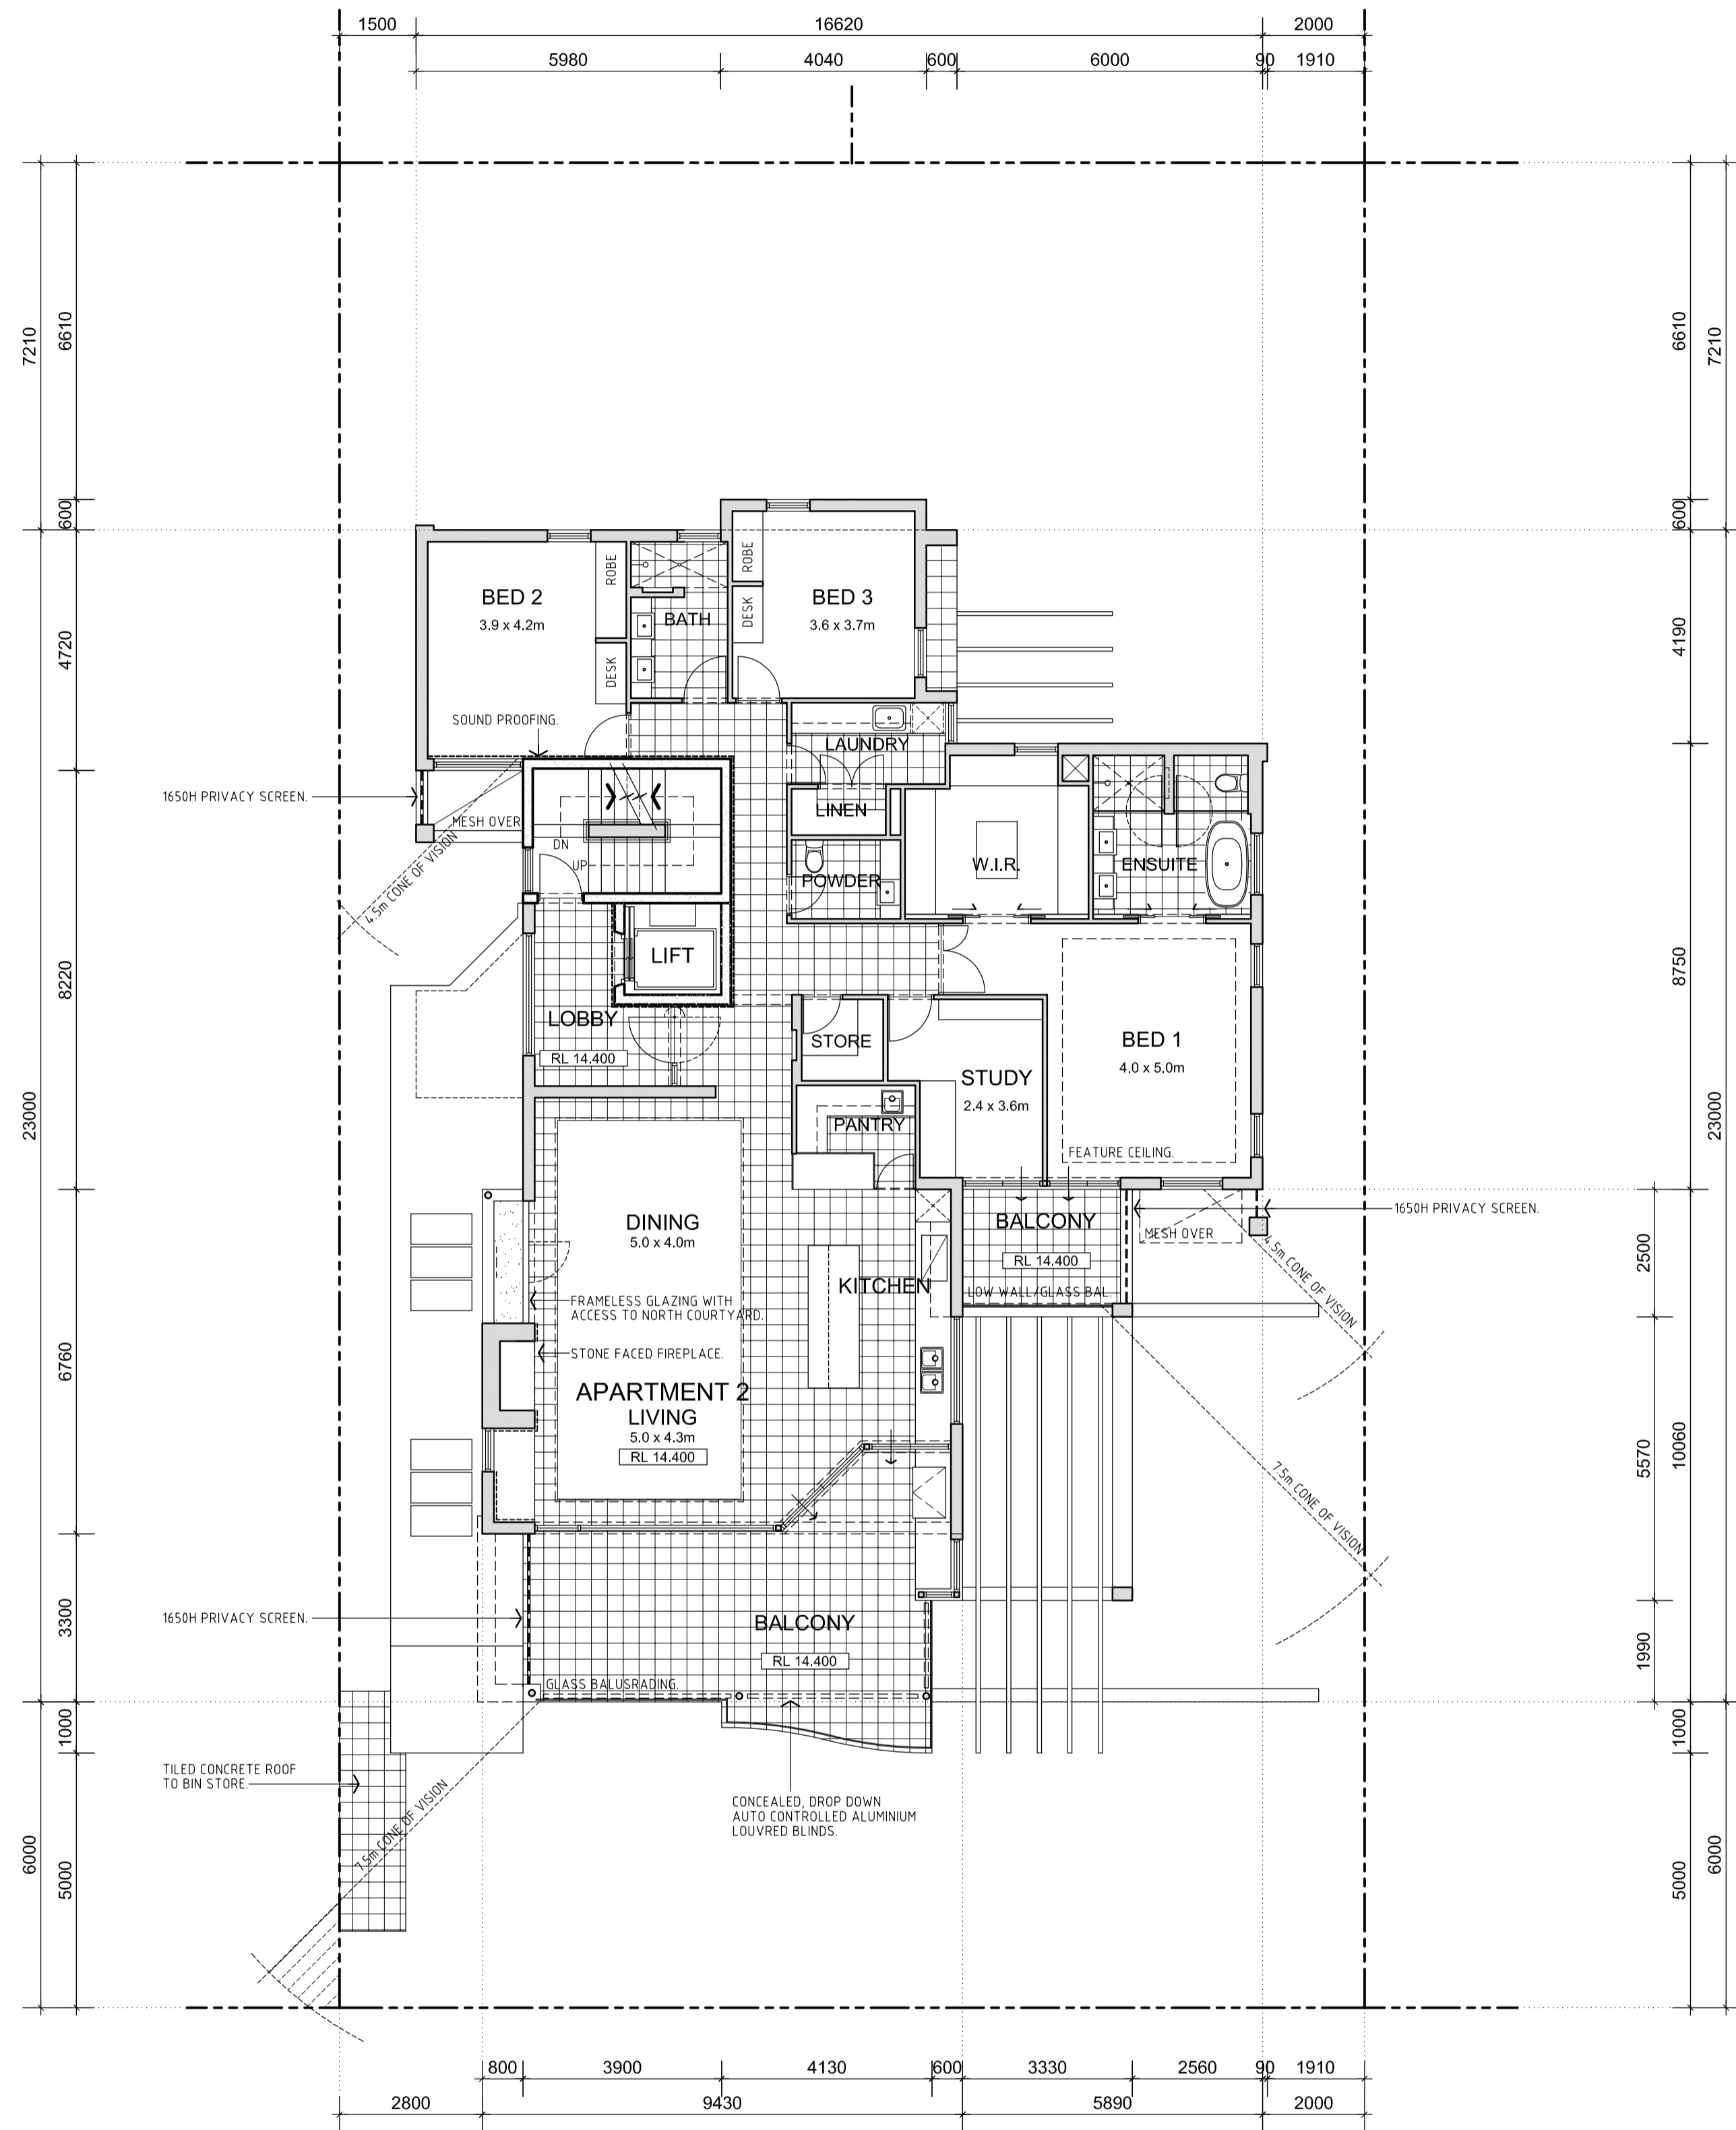 1500 16620 2000
5980 4040 600 6000 90 1910
7210
6610
600
4720
8220
23000
6760
3300
1000
6000
5000
6610
7210
600
4190
8750
23000
2500
5570
10060
1990
1000
5000
6000
BED 2
3.9 x 4.2m
ROBE
DESK
BATH
ROBE
DESK
BED 3
3.6 x 3.7m
SOUND PROOFING.
LAUNDRY
1650H PRIVACY SCREEN.
MESH OVER
4.5m CONE OF VISION
DN
UP
LINEN
POWDER
W.I.R.
ENSUITE
LIFT
LOBBY
RL 14.400
STORE
STUDY
2.4 x 3.6m
BED 1
4.0 x 5.0m
PANTRY
FEATURE CEILING.
DINING
5.0 x 4.0m
BALCONY
RL 14.400
LOW WALL/GLASS BAL.
MESH OVER
1650H PRIVACY SCREEN.
4.5m CONE OF VISION
KITCHEN
FRAMELESS GLAZING WITH
ACCESS TO NORTH COURTYARD.
STONE FACED FIREPLACE.
APARTMENT 2
LIVING
5.0 x 4.3m
RL 14.400
7.5m CONE OF VISION
1650H PRIVACY SCREEN.
BALCONY
RL 14.400
GLASS BALUSRADING.
TILED CONCRETE ROOF
TO BIN STORE.
7.5m CONE OF VISION
CONCEALED, DROP DOWN
AUTO CONTROLLED ALUMINIUM
LOUVRED BLINDS.
800 3900 4130 600 3330 2560 90 1910
2800 9430 5890 2000